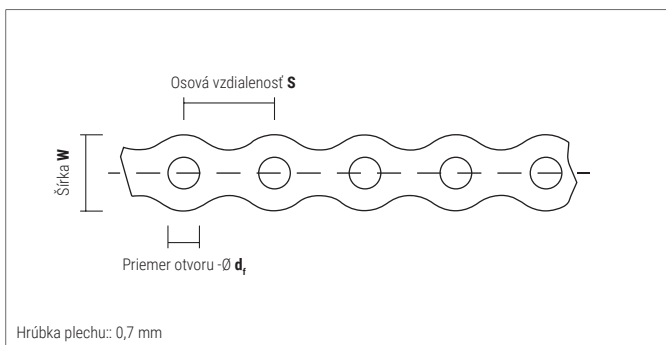 Osová vzdialenosť S
Šírka W
Priemer otvoru -Ø df
Hrúbka plechu:: 0,7 mm